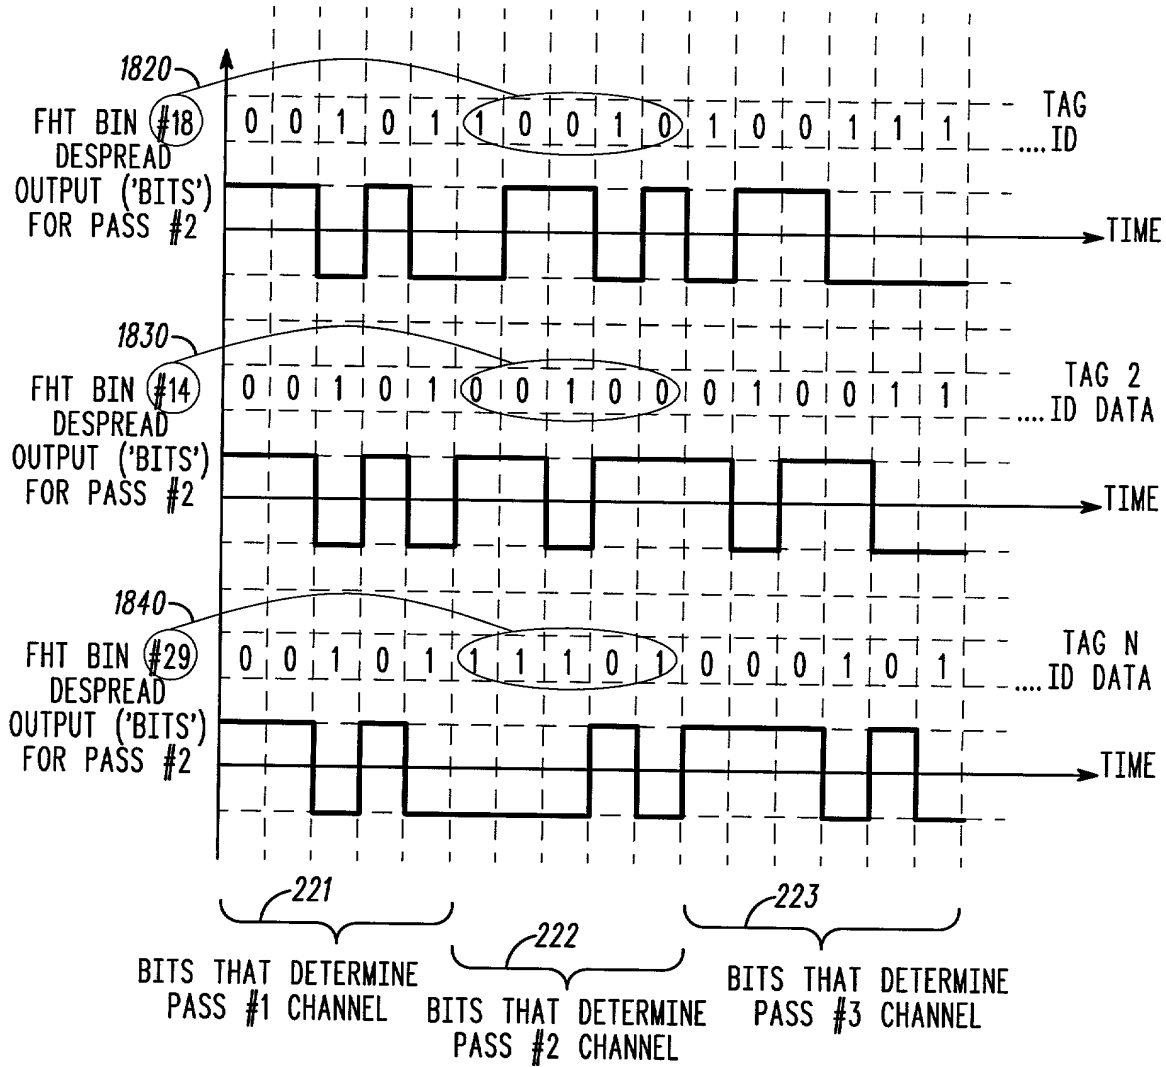 1820
FHT BIN #18
DESPREAD
OUTPUT ('BITS')
FOR PASS #2
0 0 1 0 1 1 0 0 1 0 1 0 0 1 1 1
TAG
....ID
TIME
1830
FHT BIN #14
DESPREAD
OUTPUT ('BITS')
FOR PASS #2
0 0 1 0 1 0 0 1 0 0 0 1 0 0 1 1
TAG 2
....ID DATA
TIME
1840
FHT BIN #29
DESPREAD
OUTPUT ('BITS')
FOR PASS #2
0 0 1 0 1 1 1 1 0 1 0 0 0 1 0 1
TAG N
....ID DATA
TIME
221
BITS THAT DETERMINE
PASS #1 CHANNEL
222
BITS THAT DETERMINE
PASS #2 CHANNEL
223
BITS THAT DETERMINE
PASS #3 CHANNEL